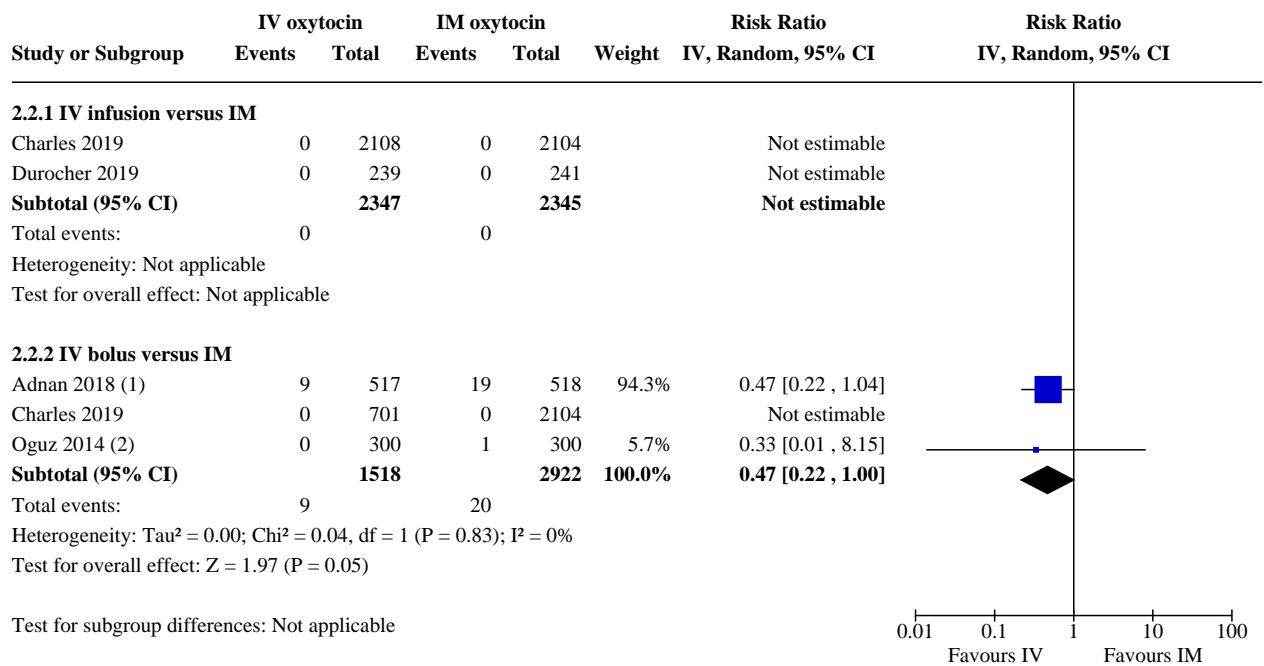 IV oxytocin IM oxytocin Risk Ratio Risk Ratio
Study or Subgroup Events Total Events Total Weight IV, Random, 95% CI IV, Random, 95% CI
2.2.1 IV infusion versus IM
Charles 2019 0 2108 0 2104 Not estimable
Durocher 2019 0 239 0 241 Not estimable
Subtotal (95% CI) 2347 2345 Not estimable
Total events: 0 0
Heterogeneity: Not applicable
Test for overall effect: Not applicable
2.2.2 IV bolus versus IM
Adnan 2018 (1) 9 517 19 518 94.3% 0.47 [0.22 , 1.04]
Charles 2019 0 701 0 2104 Not estimable
Oguz 2014 (2) 0 300 1 300 5.7% 0.33 [0.01 , 8.15]
Subtotal (95% CI) 1518 2922 100.0% 0.47 [0.22 , 1.00]
Total events: 9 20
Heterogeneity: Tau² = 0.00; Chi² = 0.04, df = 1 (P = 0.83); I² = 0%
Test for overall effect: Z = 1.97 (P = 0.05)
Test for subgroup differences: Not applicable
0.01 0.1 1 10 100
Favours IV Favours IM